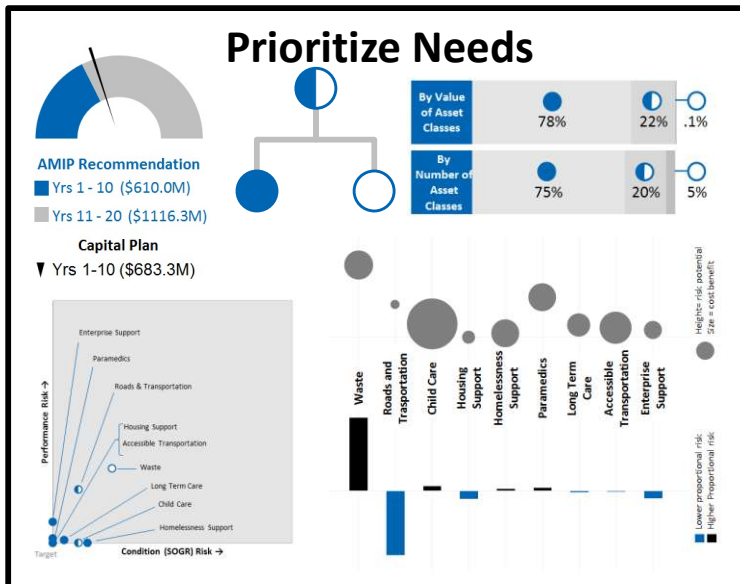 Prioritize Needs
AMIP Recommendation
Yrs 1 - 10 ($610.0M)
Yrs 11 - 20 ($1116.3M)
Capital Plan
Yrs 1-10 ($683.3M)
By Value
of Asset
Classes
78%
22%
.1%
By
Number of
Asset
Classes
75%
20%
5%
Performance Risk →
Enterprise Support
Paramedics
Roads & Transportation
Housing Support
Accessible Transportation
Waste
Long Term Care
Child Care
Homelessness Support
Target
Condition (SOGR) Risk →
Height= risk potential
Size = cost benefit
Waste
Roads and
Trasportation
Child Care
Housing
Support
Homelessness
Support
Paramedics
Long Term
Care
Accessible
Transportation
Enterprise
Support
Lower proportional risk
Higher Proportional risk